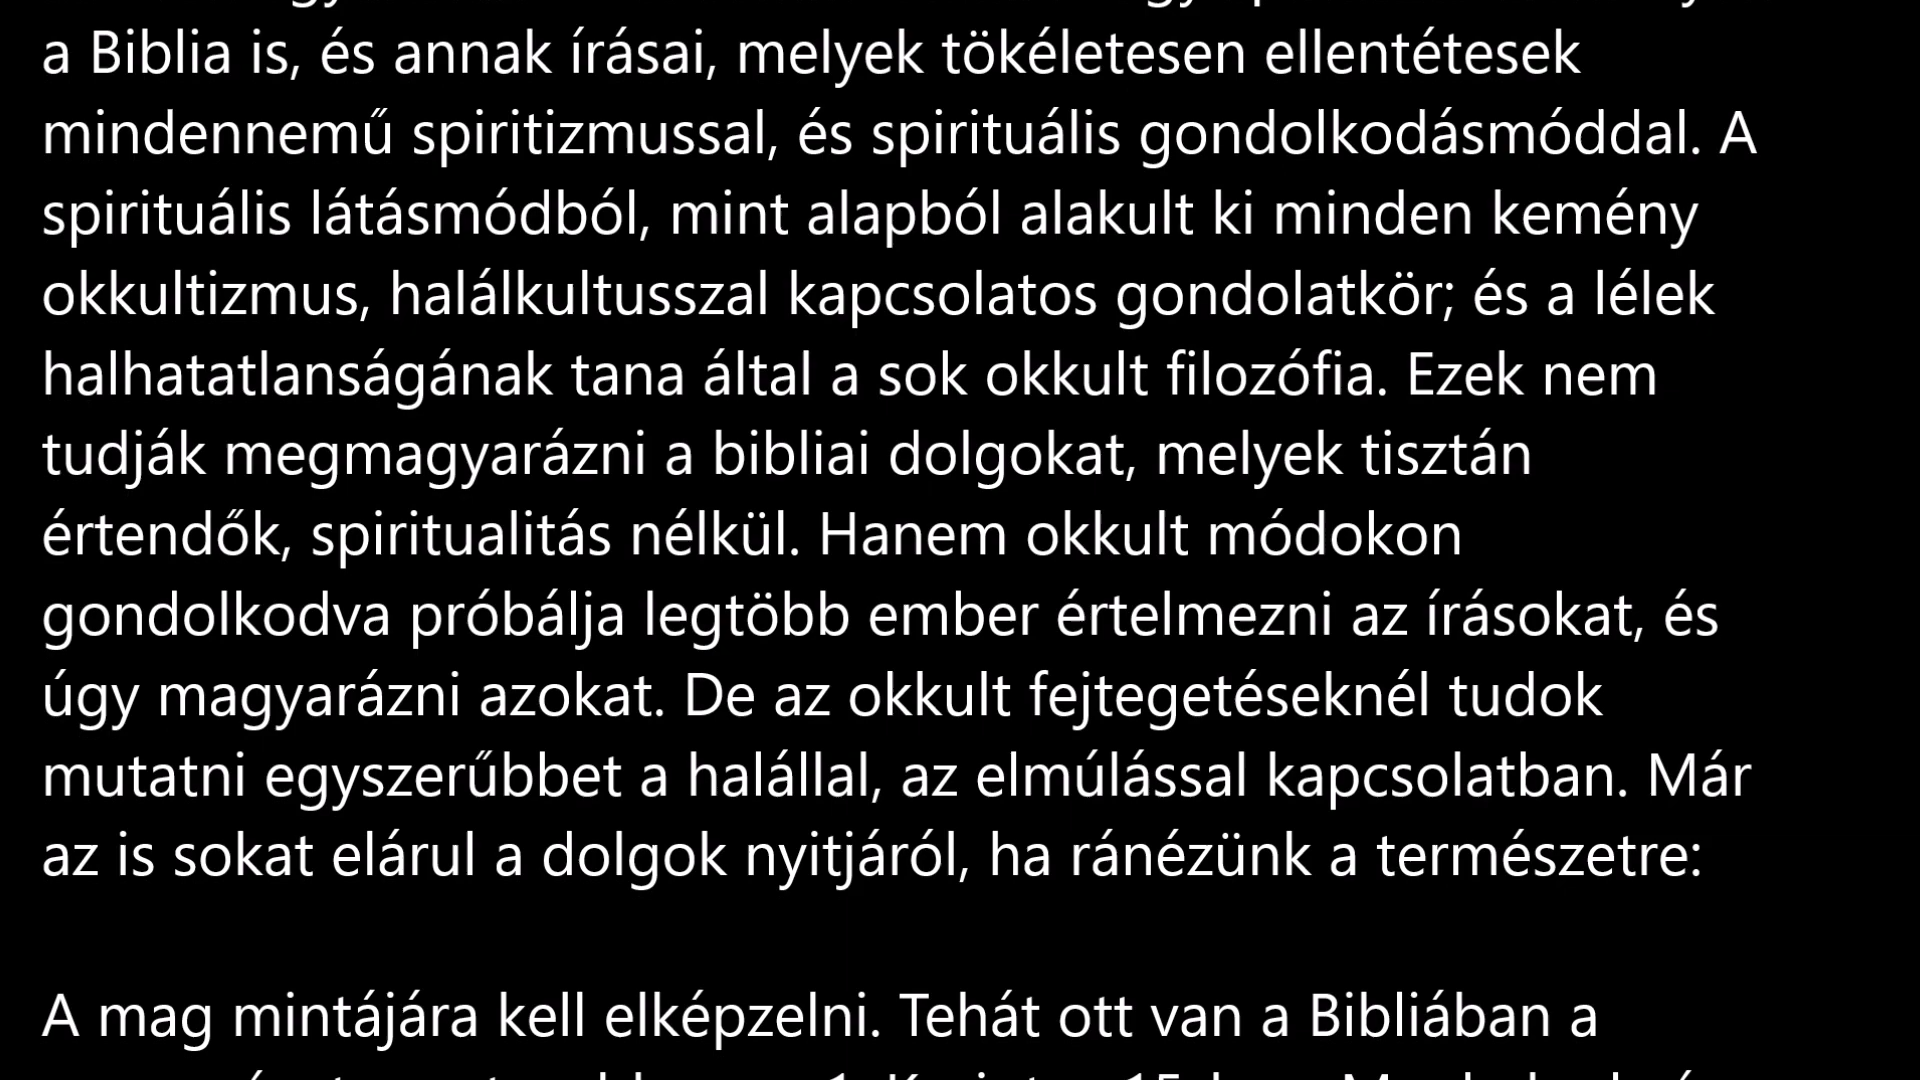 a Biblia is, és annak írásai, melyek tökéletesen ellentétesek
mindennemű spiritizmussal, és spirituális gondolkodásmóddal. A
spirituális látásmódból, mint alapból alakult ki minden kemény
okkultizmus, halálkultusszal kapcsolatos gondolatkör; és a lélek
halhatatlanságának tana által a sok okkult filozófia. Ezek nem
tudják megmagyarázni a bibliai dolgokat, melyek tisztán
értendők, spiritualitás nélkül. Hanem okkult módokon
gondolkodva próbálja legtöbb ember értelmezni az írásokat, és
úgy magyarázni azokat. De az okkult fejtegetéseknél tudok
mutatni egyszerűbbet a halállal, az elmúlással kapcsolatban. Már
az is sokat elárul a dolgok nyitjáról, ha ránézünk a természetre:
A mag mintájára kell elképzelni. Tehát ott van a Bibliában a